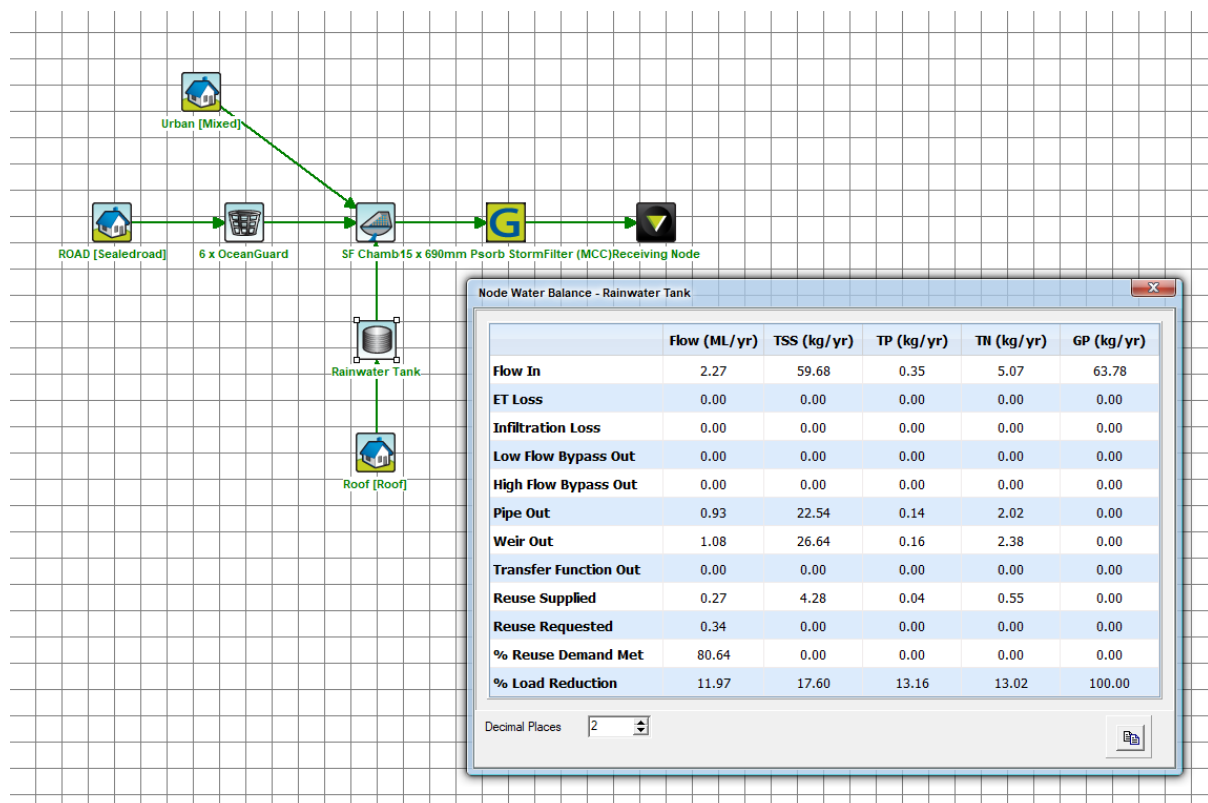 Urban [Mixed]
ROAD [Sealedroad]
6 x OceanGuard
SF Chamb
15 x 690mm Psorb StormFilter (MCC)
Receiving Node
Rainwater Tank
Roof [Roof]
Node Water Balance - Rainwater Tank
Flow (ML/yr) TSS (kg/yr) TP (kg/yr) TN (kg/yr) GP (kg/yr)
Flow In 2.27 59.68 0.35 5.07 63.78
ET Loss 0.00 0.00 0.00 0.00 0.00
Infiltration Loss 0.00 0.00 0.00 0.00 0.00
Low Flow Bypass Out 0.00 0.00 0.00 0.00 0.00
High Flow Bypass Out 0.00 0.00 0.00 0.00 0.00
Pipe Out 0.93 22.54 0.14 2.02 0.00
Weir Out 1.08 26.64 0.16 2.38 0.00
Transfer Function Out 0.00 0.00 0.00 0.00 0.00
Reuse Supplied 0.27 4.28 0.04 0.55 0.00
Reuse Requested 0.34 0.00 0.00 0.00 0.00
% Reuse Demand Met 80.64 0.00 0.00 0.00 0.00
% Load Reduction 11.97 17.60 13.16 13.02 100.00
Decimal Places 2